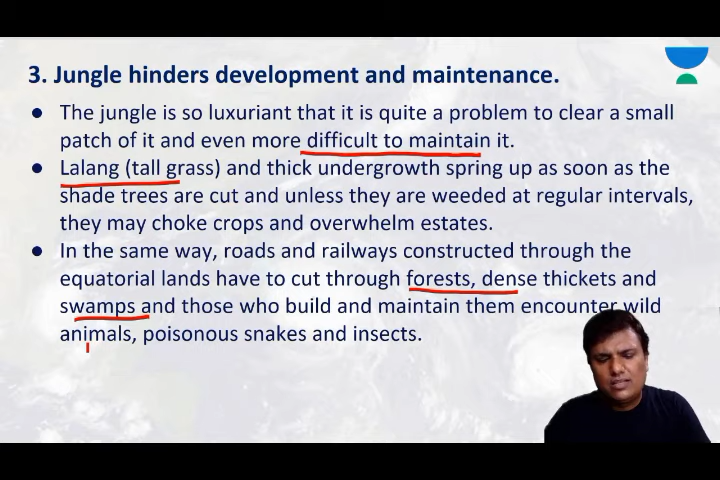 3. Jungle hinders development and maintenance.
● The jungle is so luxuriant that it is quite a problem to clear a small
patch of it and even more difficult to maintain it.
● Lalang (tall grass) and thick undergrowth spring up as soon as the
shade trees are cut and unless they are weeded at regular intervals,
they may choke crops and overwhelm estates.
● In the same way, roads and railways constructed through the
equatorial lands have to cut through forests, dense thickets and
swamps and those who build and maintain them encounter wild
animals, poisonous snakes and insects.